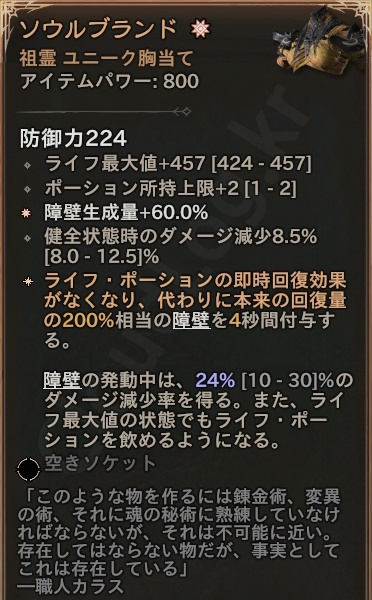 ソウルブランド
祖霊 ユニーク胸当て
アイテムパワー: 800
防御力224
ライフ最大値+457 [424 - 457]
ポーション所持上限+2 [1 - 2]
障壁生成量+60.0%
健全状態時のダメージ減少8.5%
[8.0 - 12.5]%
ライフ・ポーションの即時回復効果
がなくなり、代わりに本来の回復量
の200%相当の障壁を4秒間付与す
る。
障壁の発動中は、24% [10 - 30]%の
ダメージ減少率を得る。また、ライ
フ最大値の状態でもライフ・ポー
ションを飲めるようになる。
空きソケット
「このような物を作るには錬金術、変異
の術、それに魂の秘術に熟練していなけ
ればならないが、それは不可能に近い。
存在してはならない物だが、事実として
これは存在している」
―職人カラス